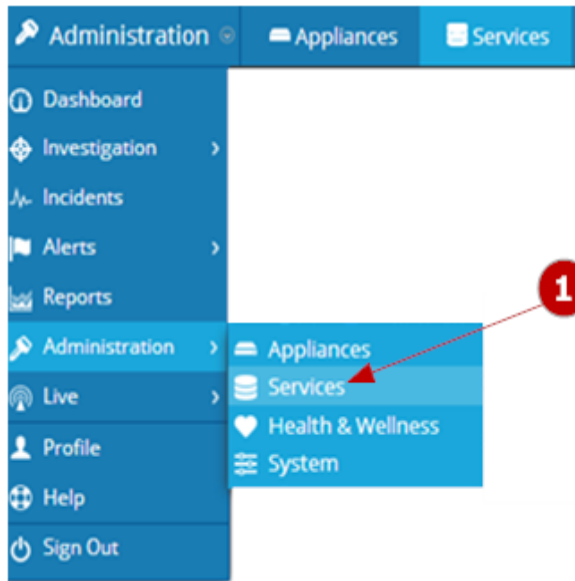 Administration Appliances Services
Dashboard
Investigation
Incidents
Alerts
Reports
Administration
Live
Profile
Help
Sign Out
Appliances
Services
Health & Wellness
System
1